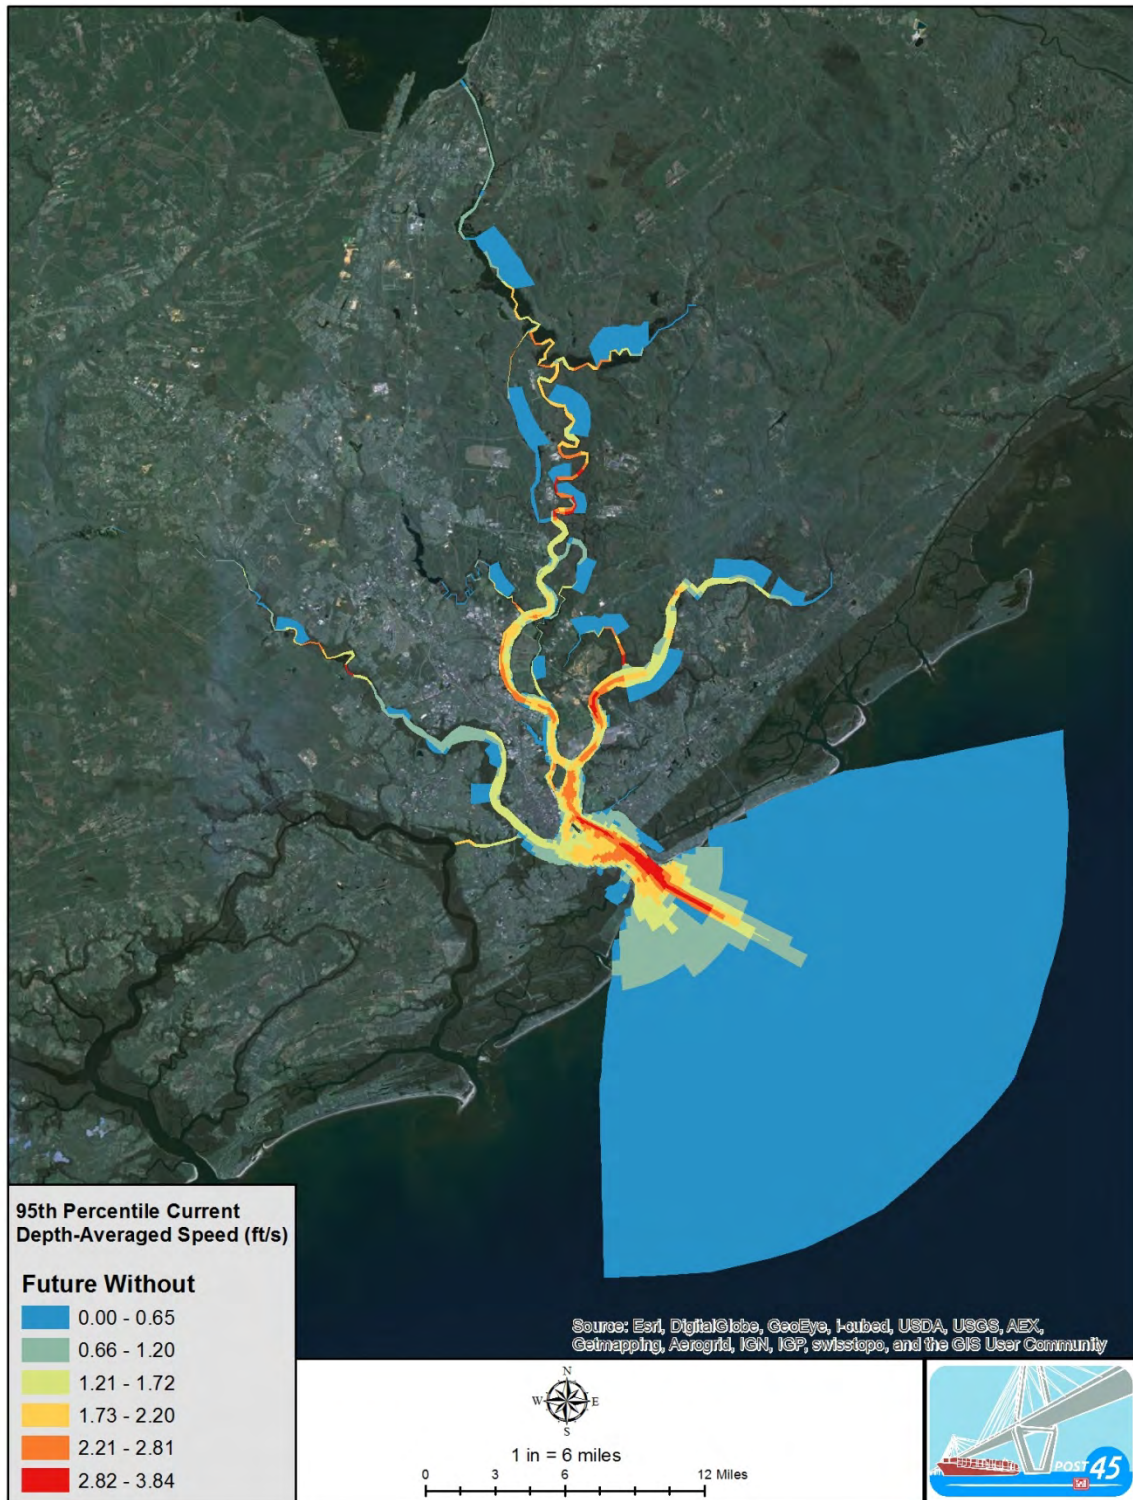 Source: Esri, DigitalGlobe, GeoEye, i-cubed, USDA, USGS, AEX,
Getmapping, Aerogrid, IGN, IGP, swisstopo, and the GIS User Community
95th Percentile Current
Depth-Averaged Speed (ft/s)
Future Without
0.00 - 0.65
0.66 - 1.20
1.21 - 1.72
1.73 - 2.20
2.21 - 2.81
2.82 - 3.84
N
W E
S
1 in = 6 miles
0 3 6 12 Miles
POST 45